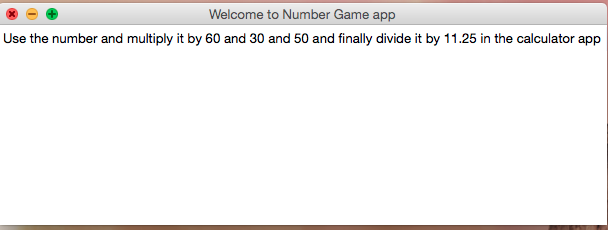 Welcome to Number Game app
Use the number and multiply it by 60 and 30 and 50 and finally divide it by 11.25 in the calculator app